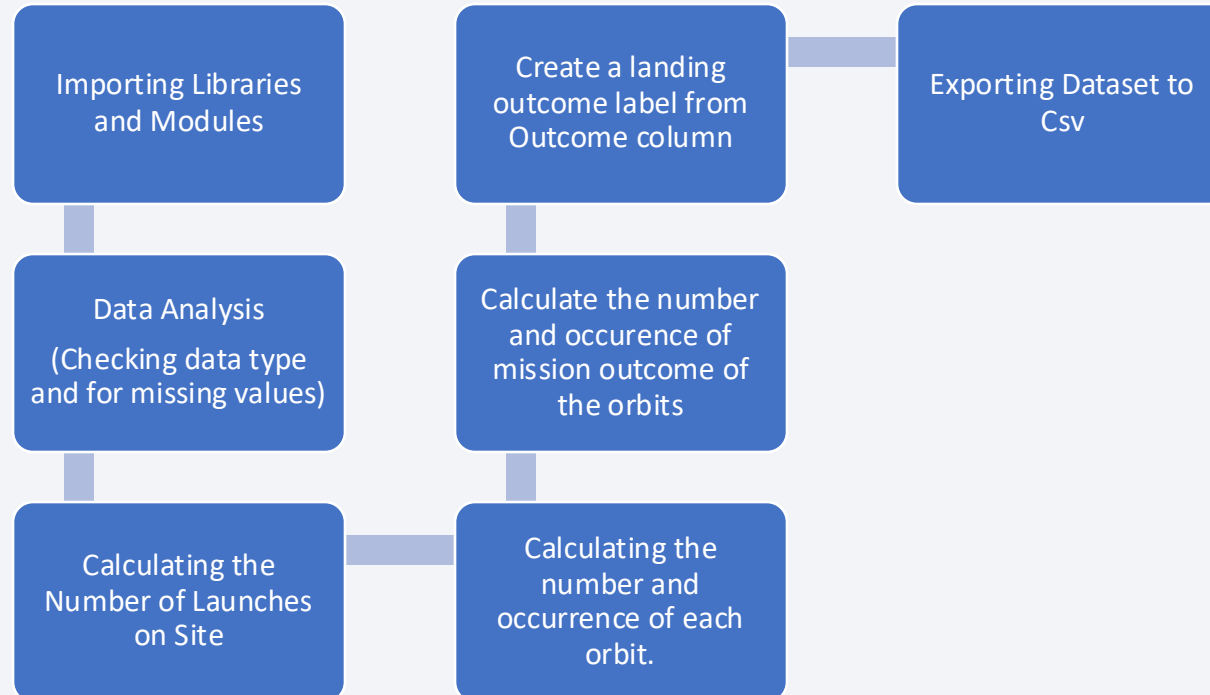 Importing Libraries
and Modules
Data Analysis
(Checking data type
and for missing values)
Calculating the
Number of Launches
on Site
Calculating the
number and
occurrence of each
orbit.
Calculate the number
and occurence of
mission outcome of
the orbits
Create a landing
outcome label from
Outcome column
Exporting Dataset to
Csv